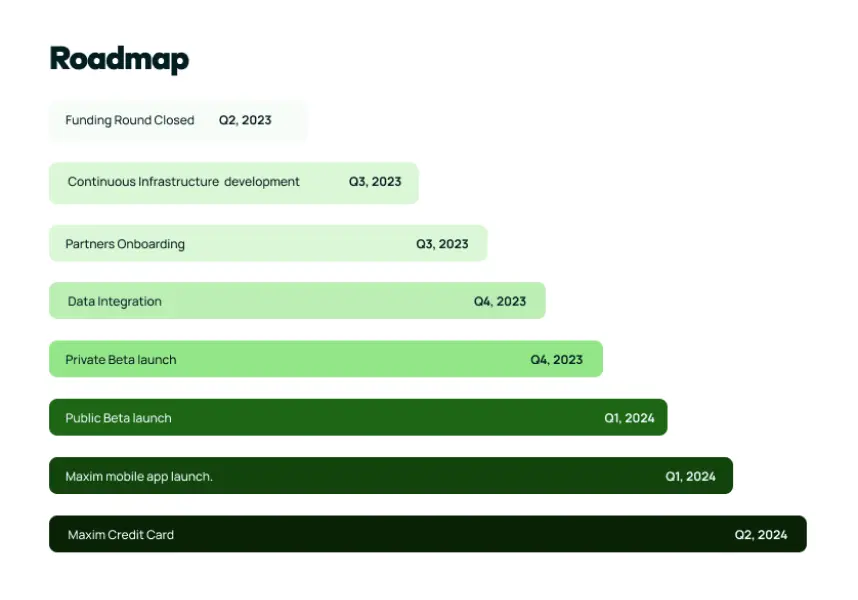 Roadmap
Funding Round Closed Q2, 2023
Continuous Infrastructure development Q3, 2023
Partners Onboarding Q3, 2023
Data Integration Q4, 2023
Private Beta launch Q4, 2023
Public Beta launch Q1, 2024
Maxim mobile app launch. Q1, 2024
Maxim Credit Card Q2, 2024